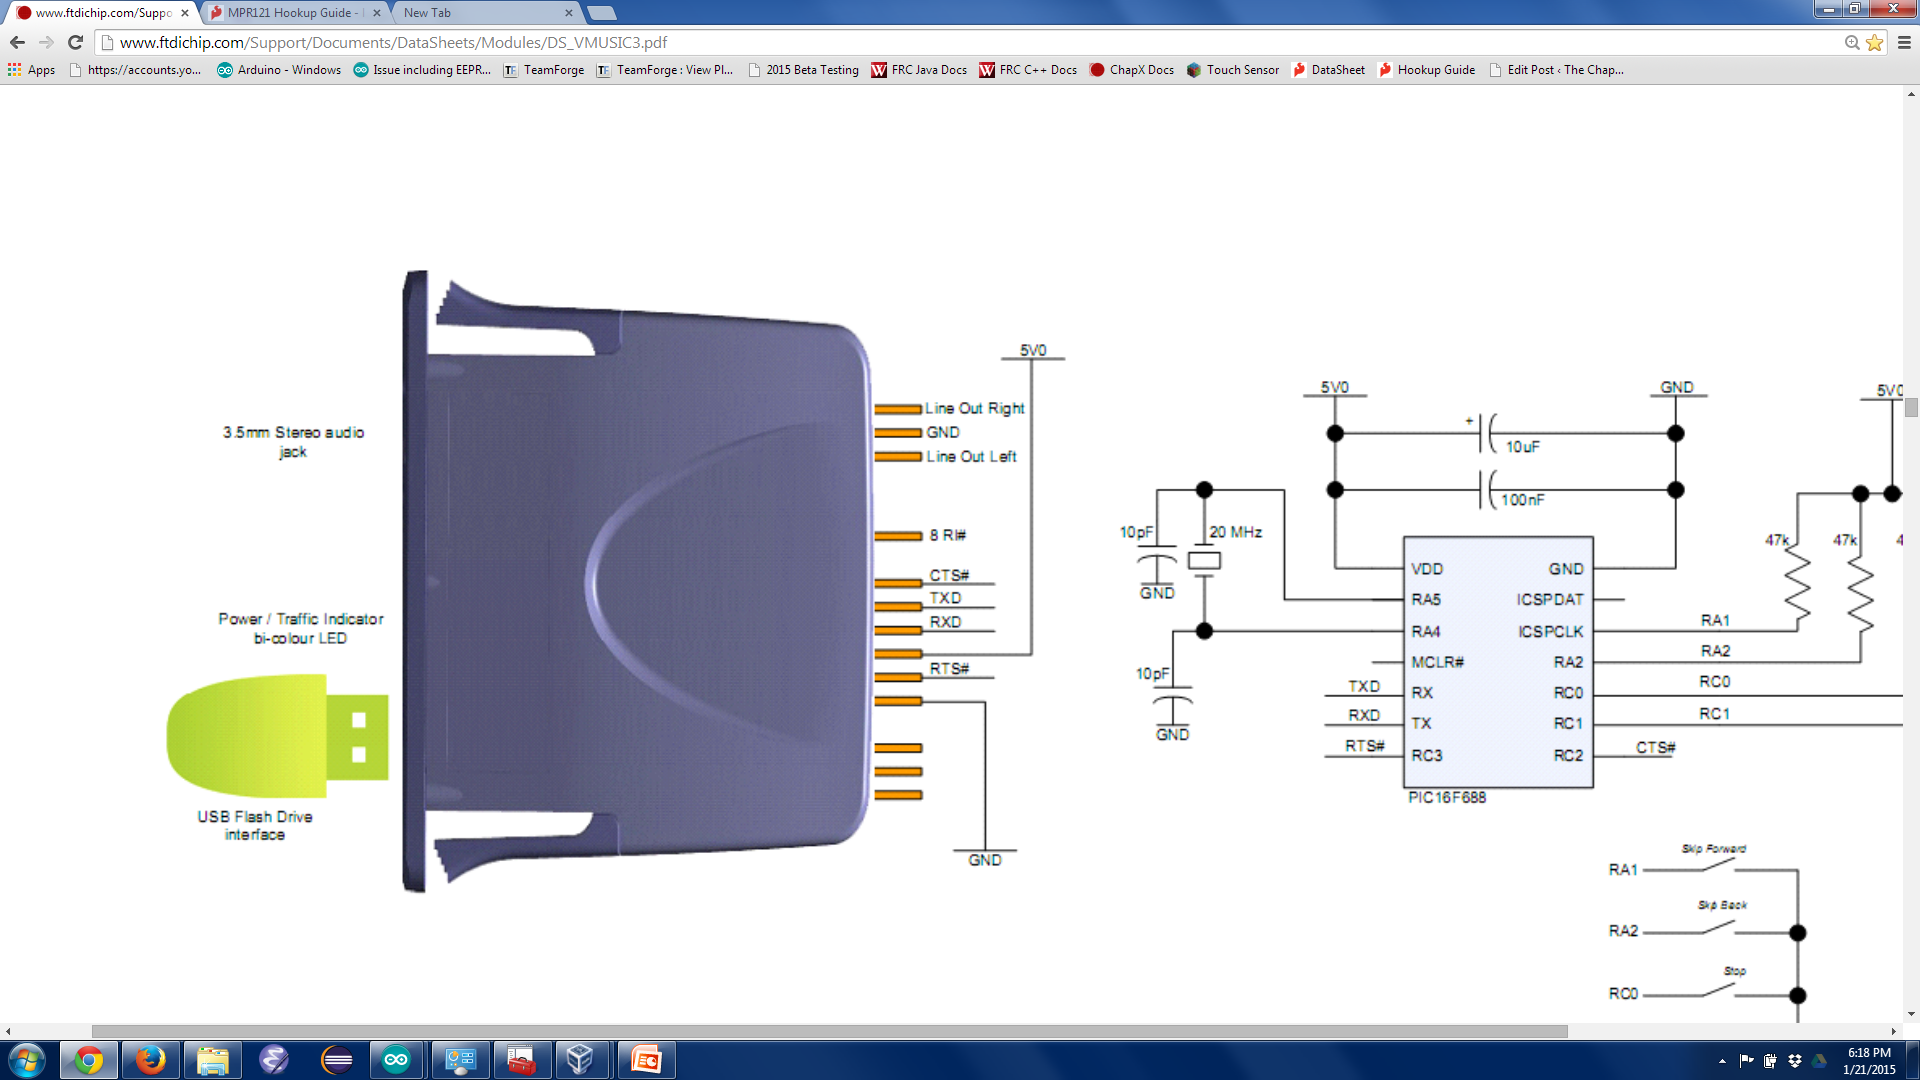 www.ftdichip.com/Suppo
MPR121 Hookup Guide -
New Tab
www.ftdichip.com/Support/Documents/DataSheets/Modules/DS_VMUSIC3.pdf
Apps
https://accounts.yo...
Arduino - Windows
Issue including EEPR...
TeamForge
TeamForge : View Pl...
2015 Beta Testing
FRC Java Docs
FRC C++ Docs
ChapX Docs
Touch Sensor
DataSheet
Hookup Guide
Edit Post ‹ The Chap...
3.5mm Stereo audio
jack
Power / Traffic Indicator
bi-colour LED
USB Flash Drive
interface
5V0
Line Out Right
GND
Line Out Left
8 RI#
CTS#
TXD
RXD
RTS#
GND
5V0
GND
5V0
+
10uF
100nF
10pF
20 MHz
GND
10pF
GND
47k
47k
4
VDD
GND
RA5
ICSPDAT
RA4
ICSPCLK
RA1
MCLR#
RA2
RA2
TXD
RX
RC0
RC0
RXD
TX
RC1
RC1
RTS#
RC3
RC2
CTS#
PIC16F688
Skip Forward
RA1
Skip Back
RA2
Stop
RC0
6:18 PM
1/21/2015